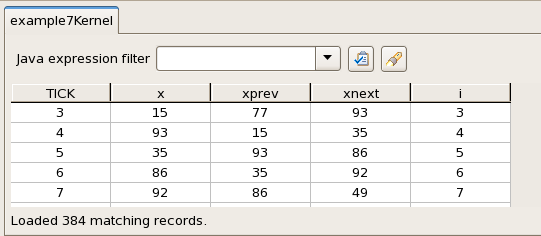 example7Kernel
Java expression filter
TICK x xprev xnext i
3 15 77 93 3
4 93 15 35 4
5 35 93 86 5
6 86 35 92 6
7 92 86 49 7
Loaded 384 matching records.